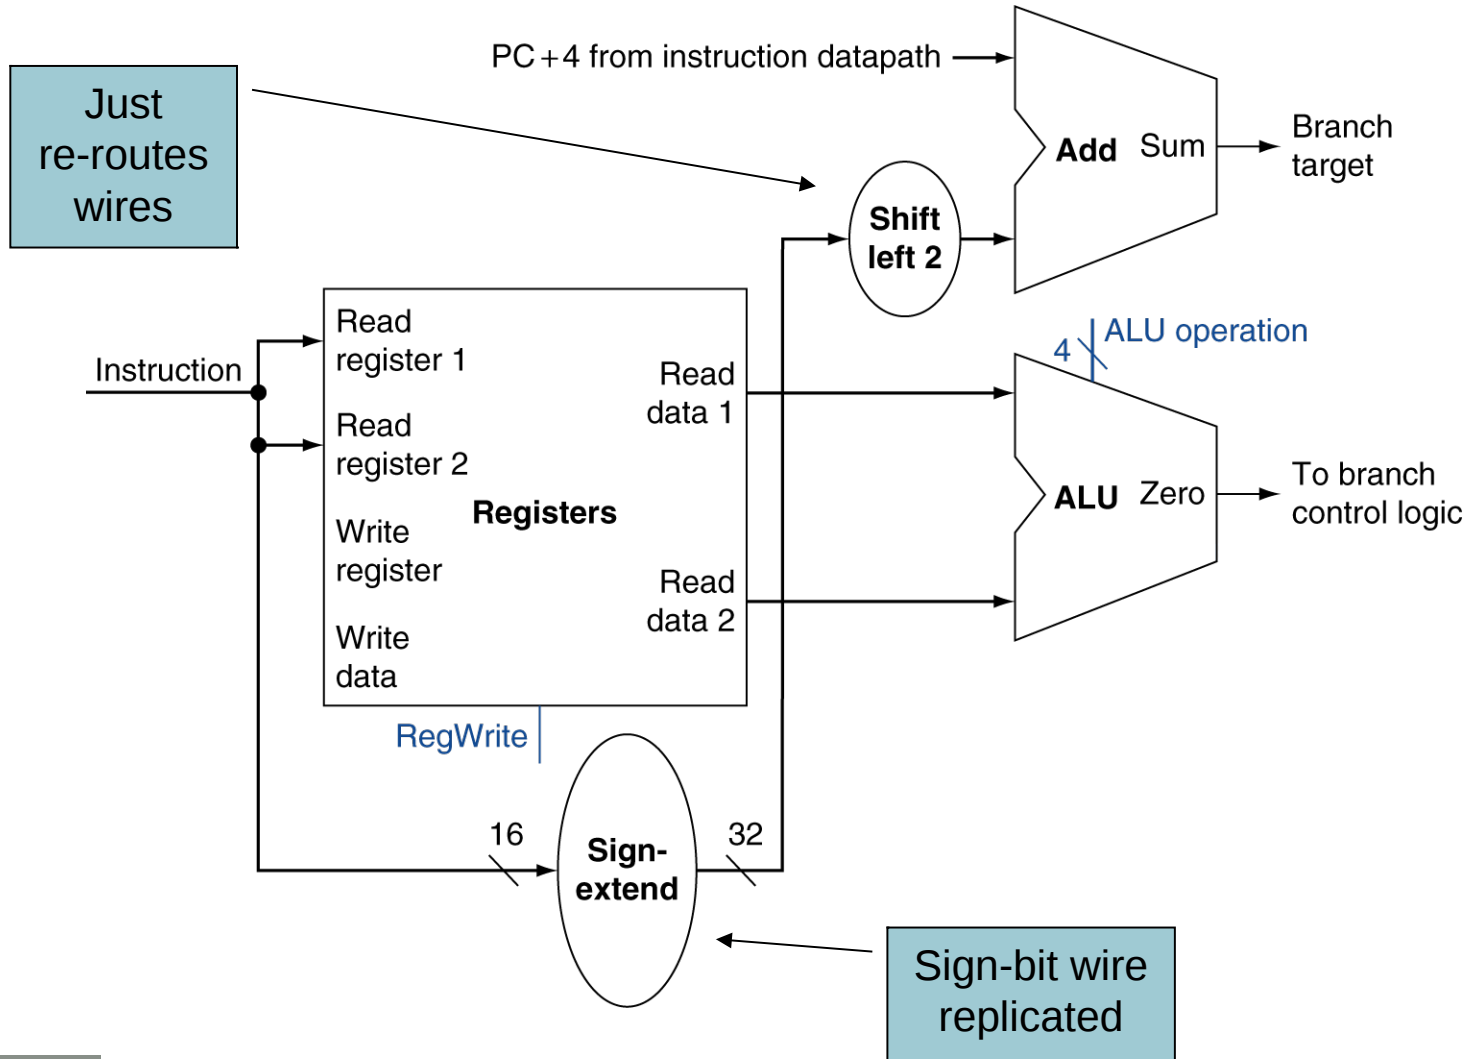 PC+4 from instruction datapath
Just
re-routes
wires
Add Sum
Branch
target
Shift
left 2
Instruction
Read
register 1
Read
register 2
Write
register
Write
data
Registers
Read
data 1
Read
data 2
4
ALU operation
ALU Zero
To branch
control logic
RegWrite
16
Sign-
extend
32
Sign-bit wire
replicated